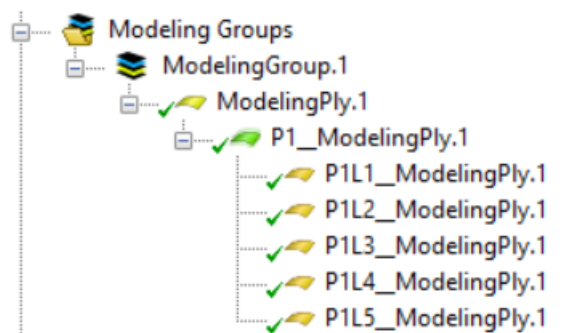 Modeling Groups
ModelingGroup.1
ModelingPly.1
P1__ModelingPly.1
P1L1__ModelingPly.1
P1L2__ModelingPly.1
P1L3__ModelingPly.1
P1L4__ModelingPly.1
P1L5__ModelingPly.1